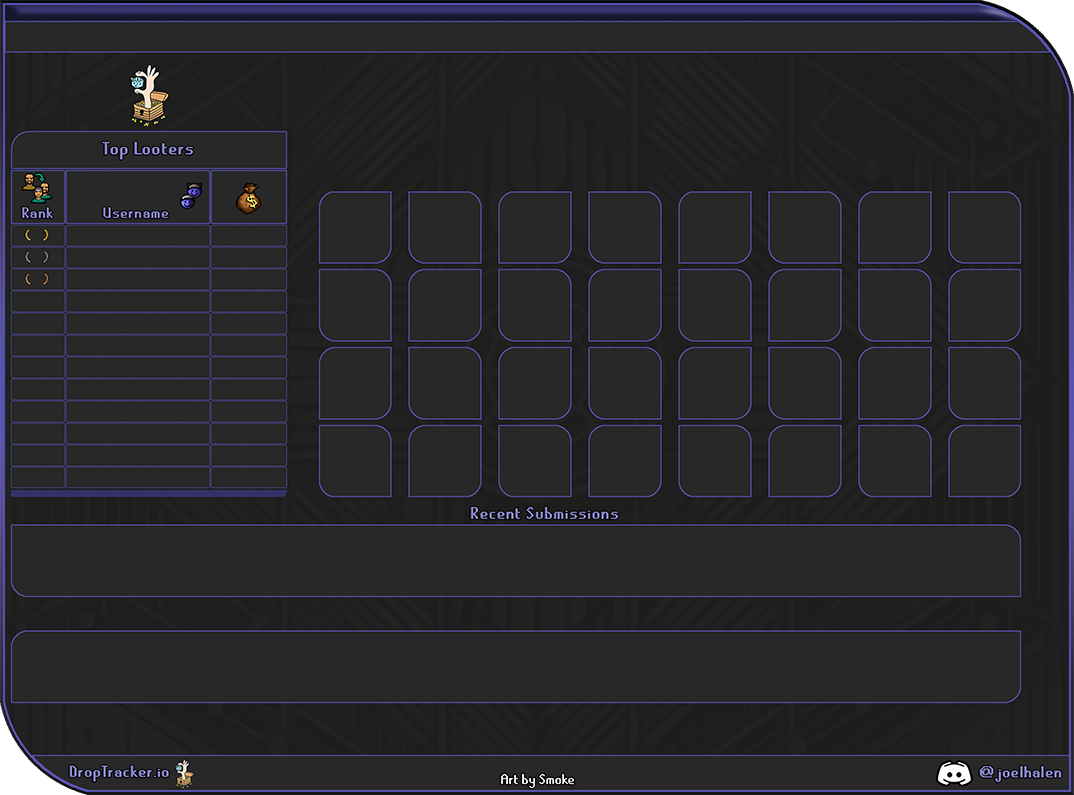 Top Looters
Rank
Username
( )
( )
( )
Recent Submissions
DropTracker.io
Art by Smoke
@joelhalen